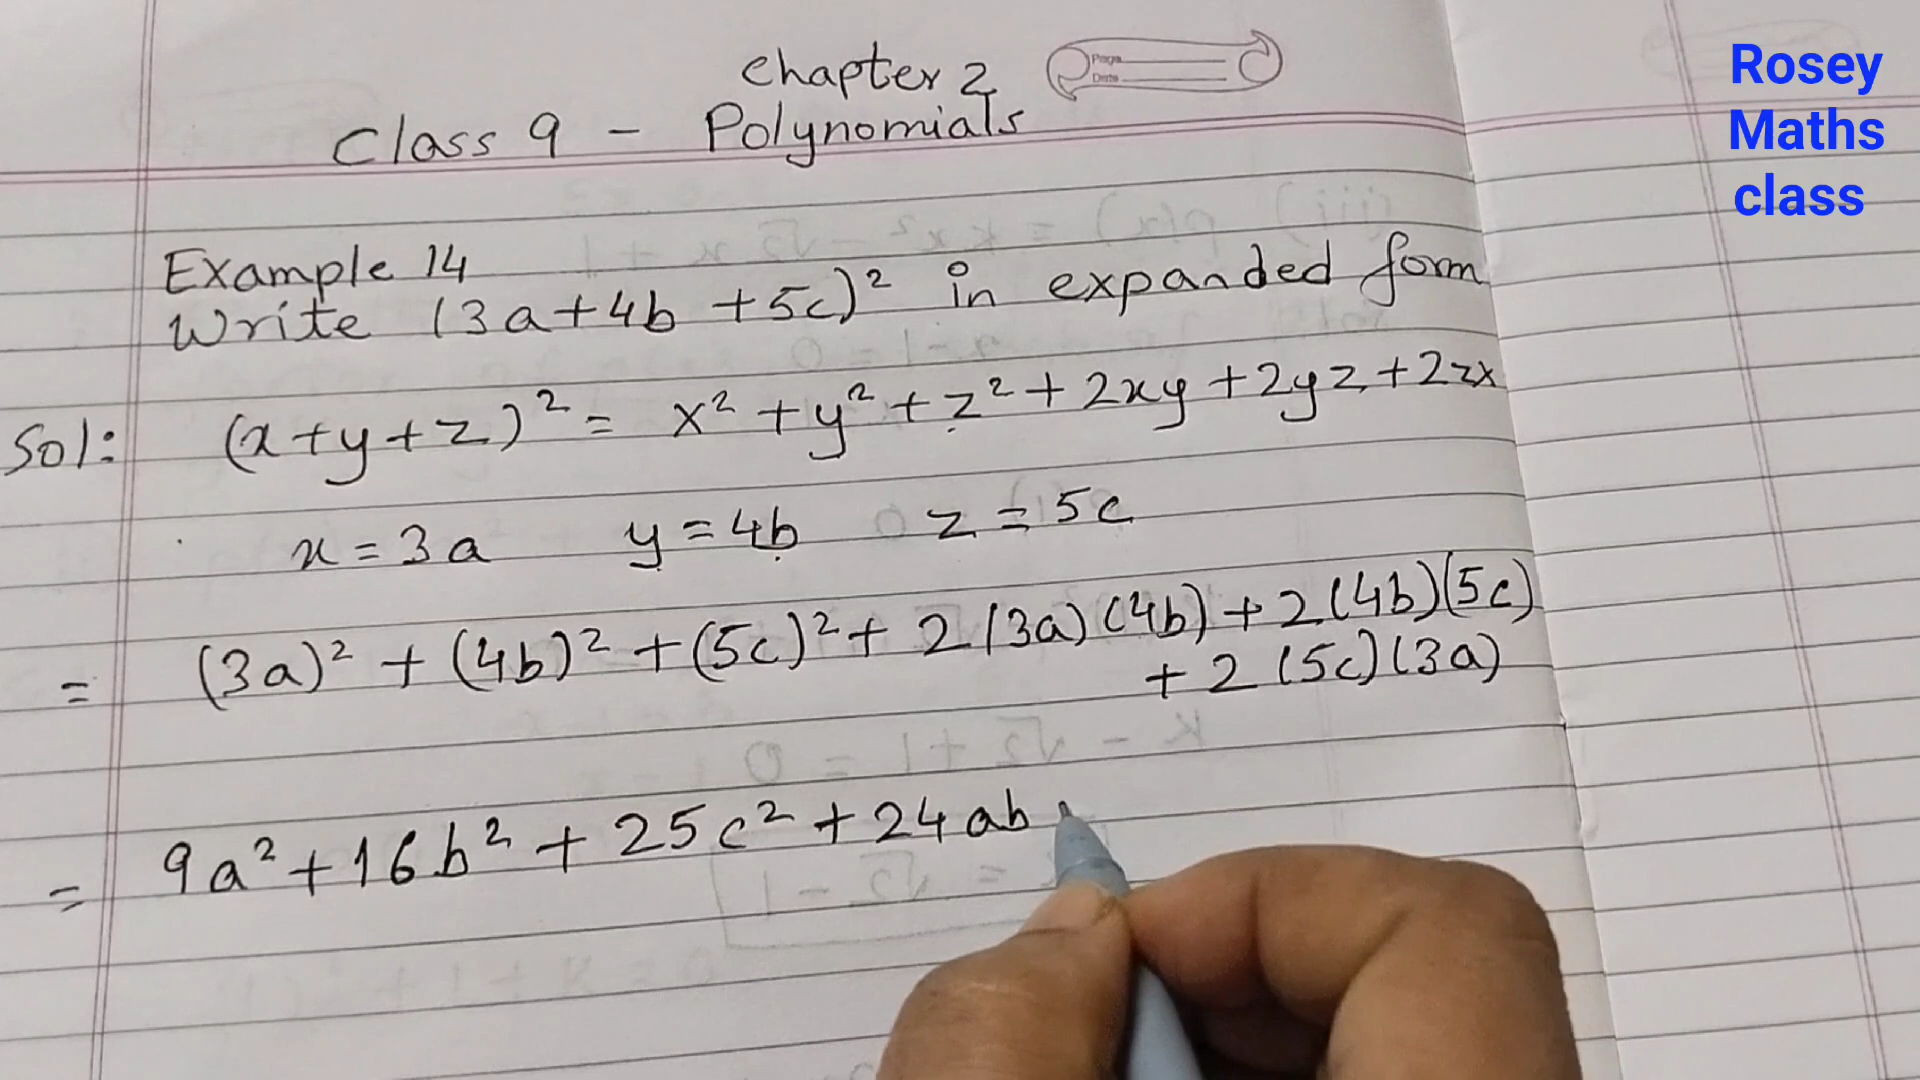 chapter 2
Page
Date
Class 9 - Polynomials
Rosey
Maths
class
Example 14
Write (3a+4b+5c)² in expanded form
Sol: (x+y+z)² = x²+y²+z²+2xy+2yz+2zx
x=3a y=4b z=5c
= (3a)² + (4b)² + (5c)² + 2(3a)(4b) + 2(4b)(5c)
+ 2(5c)(3a)
= 9a²+16b²+25c²+24ab